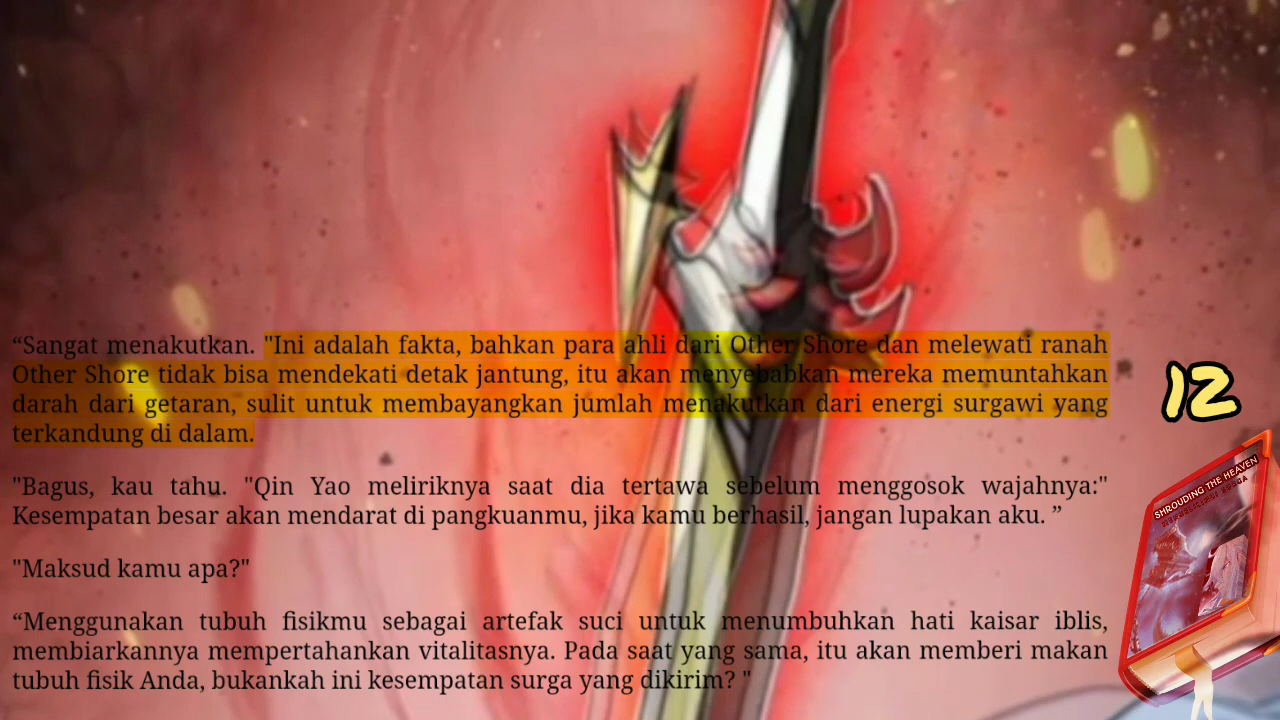 “Sangat menakutkan. "Ini adalah fakta, bahkan para ahli dari Other Shore dan melewati ranah
Other Shore tidak bisa mendekati detak jantung, itu akan menyebabkan mereka memuntahkan
darah dari getaran, sulit untuk membayangkan jumlah menakutkan dari energi surgawi yang
terkandung di dalam.
"Bagus, kau tahu. "Qin Yao meliriknya saat dia tertawa sebelum menggosok wajahnya:"
Kesempatan besar akan mendarat di pangkuanmu, jika kamu berhasil, jangan lupakan aku. ”
"Maksud kamu apa?"
“Menggunakan tubuh fisikmu sebagai artefak suci untuk menumbuhkan hati kaisar iblis,
membiarkannya mempertahankan vitalitasnya. Pada saat yang sama, itu akan memberi makan
tubuh fisik Anda, bukankah ini kesempatan surga yang dikirim? "
12
SHROUDING THE HEAVEN